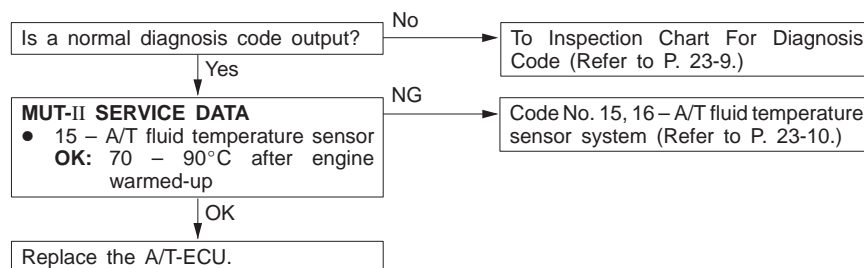 Is a normal diagnosis code output?
No
To Inspection Chart For Diagnosis
Code (Refer to P. 23-9.)
Yes
MUT-II SERVICE DATA
● 15 – A/T fluid temperature sensor
OK: 70 – 90°C after engine
warmed-up
NG
Code No. 15, 16 – A/T fluid temperature
sensor system (Refer to P. 23-10.)
OK
Replace the A/T-ECU.